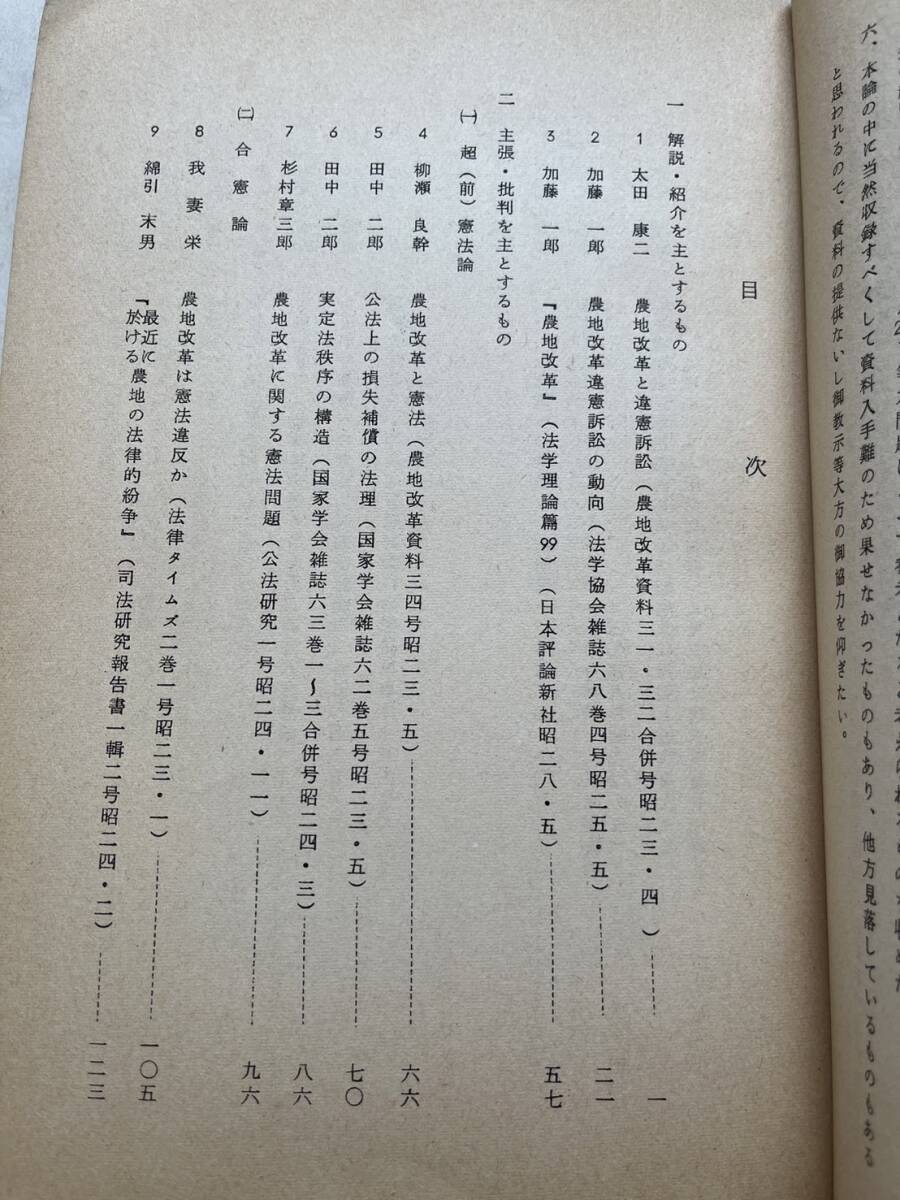 六、本論の中に当然収録すべくして資料入手難のため果せなかったものもあり、他方見落しているものもある
と思われるので、資料の提供ないし御教示等大方の御協力を仰ぎたい。
目次
一 解説・紹介を主とするもの
1 太田康二 農地改革と違憲訴訟(農地改革資料三一・三二合併号昭二三・四) 一
2 加藤一郎 農地改革違憲訴訟の動向(法学協会雑誌六八巻四号昭二五・五) 二一
3 加藤一郎 『農地改革』(法学理論篇99)(日本評論新社昭二八・五) 五七
二 主張・批判を主とするもの
㈠ 超(前)憲法論
4 柳瀬良幹 農地改革と憲法(農地改革資料三四号昭二三・五) 六六
5 田中二郎 公法上の損失補償の法理(国家学会雑誌六二巻五号昭二三・五) 七〇
6 田中二郎 実定法秩序の構造(国家学会雑誌六三巻一〜三合併号昭二四・三) 八六
7 杉村章三郎 農地改革に関する憲法問題(公法研究一号昭二四・一一) 九六
㈡ 合憲論
8 我妻栄 農地改革は憲法違反か(法律タイムズ二巻一号昭二三・一) 一〇五
9 綿引末男 『最近に於ける農地の法律的紛争』(司法研究報告書一輯二号昭二四・二) 一二三